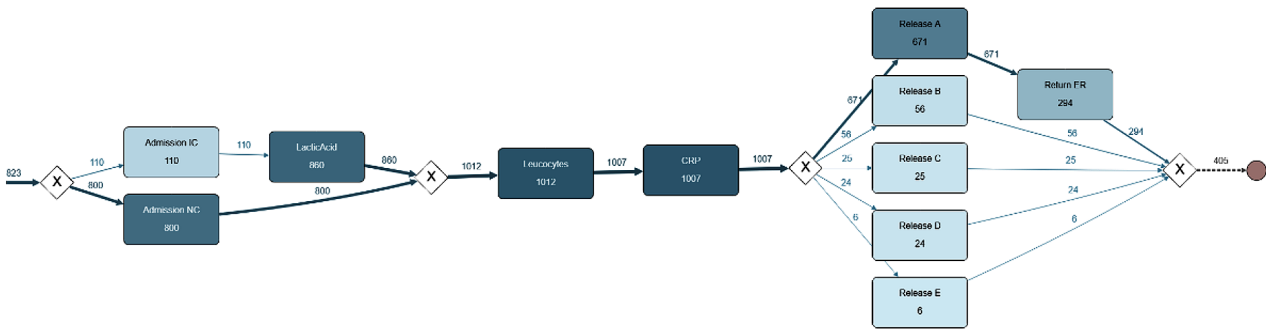 823
X
110
800
Admission IC
110
Admission NC
800
110
LacticAcid
860
860
800
X
1012
Leucocytes
1012
1007
CRP
1007
1007
X
671
56
25
24
6
Release A
671
Release B
56
Release C
25
Release D
24
Release E
6
671
Return ER
294
294
56
25
24
6
X
405